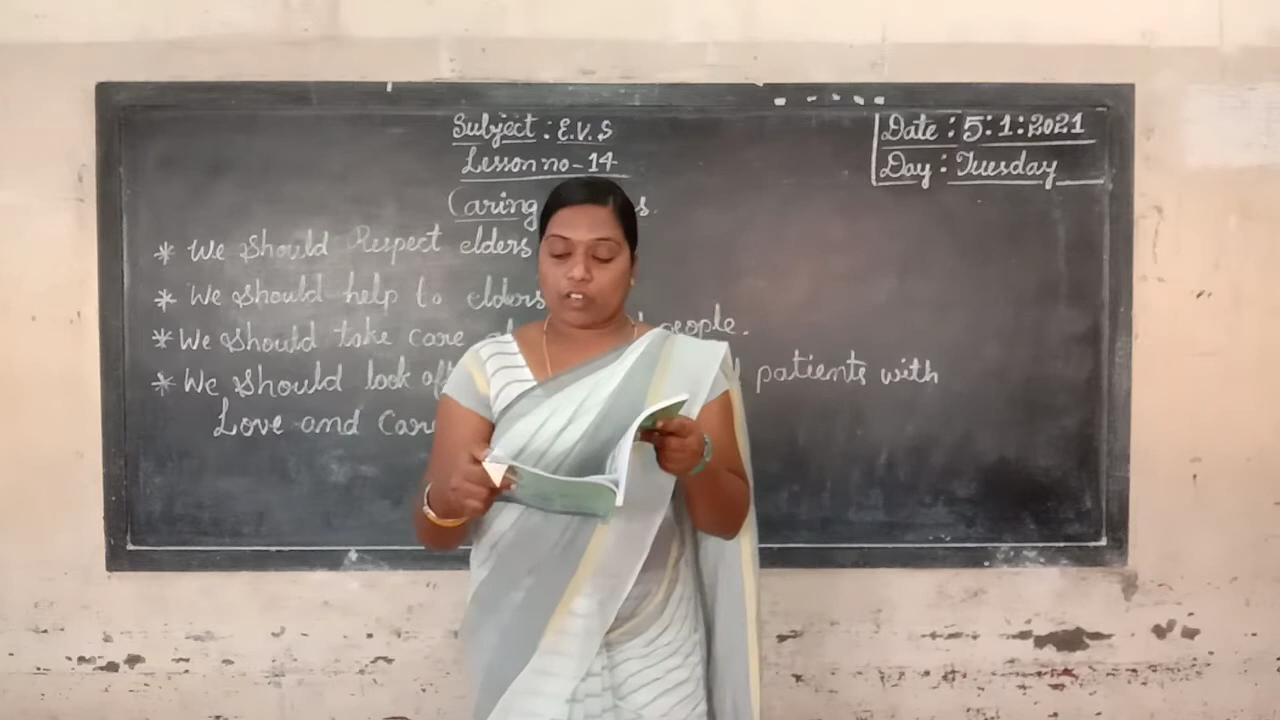 Subject : E.V.S
Lesson no - 14
Date : 5:1:2021
Day : Tuesday
Caring
* We should Respect elders
* We should help to elders
* We should take care people.
* We should look patients with
Love and